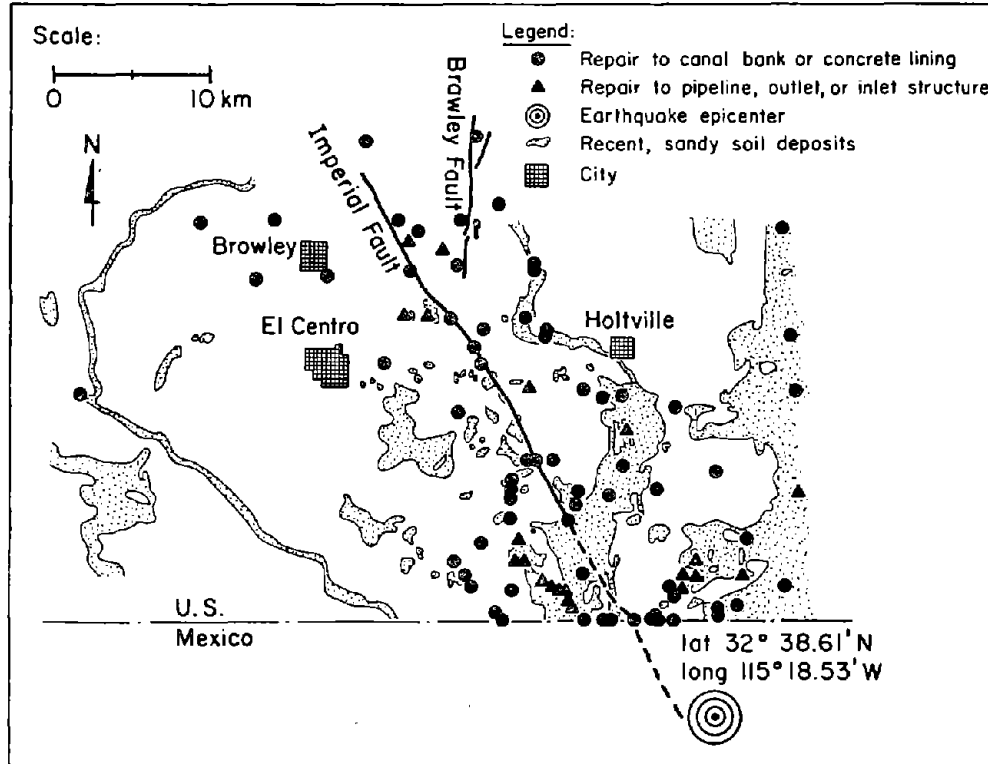 Scale:
0 10 km
N
Legend:
Repair to canal bank or concrete lining
Repair to pipeline, outlet, or inlet structure
Earthquake epicenter
Recent, sandy soil deposits
City
Brawley Fault
Imperial Fault
Browley
El Centro
Holtville
U.S.
Mexico
lat 32° 38.61'N
long 115° 18.53'W